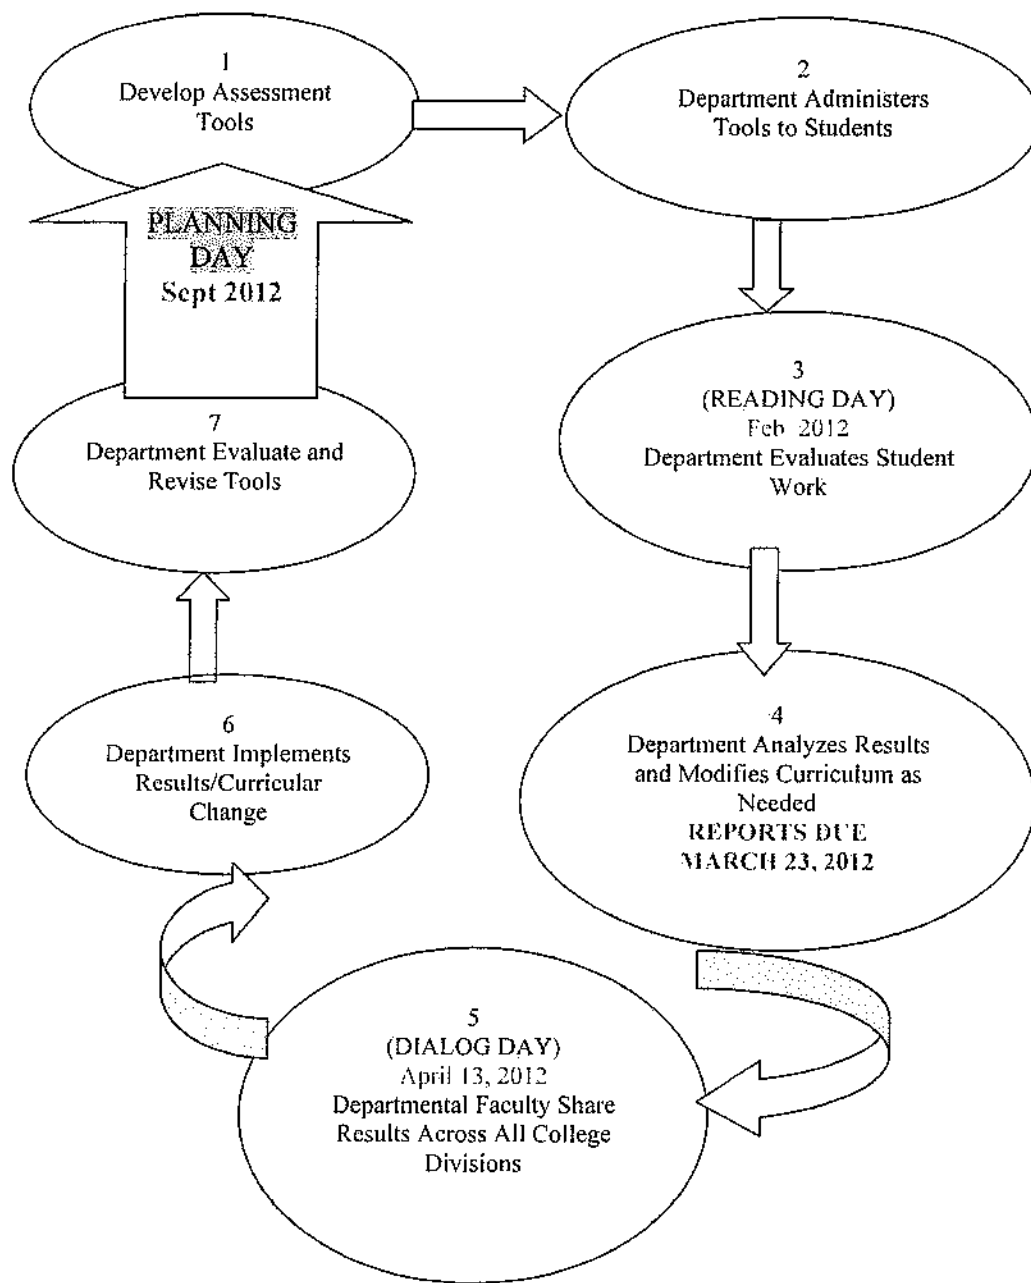 1
Develop Assessment
Tools
2
Department Administers
Tools to Students
PLANNING
DAY
Sept 2012
3
(READING DAY)
Feb 2012
Department Evaluates Student
Work
7
Department Evaluate and
Revise Tools
4
Department Analyzes Results
and Modifies Curriculum as
Needed
REPORTS DUE
MARCH 23, 2012
6
Department Implements
Results/Curricular
Change
5
(DIALOG DAY)
April 13, 2012
Departmental Faculty Share
Results Across All College
Divisions